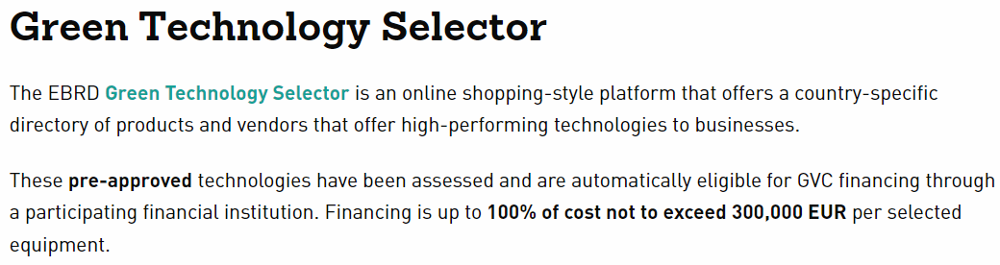 Green Technology Selector
The EBRD Green Technology Selector is an online shopping-style platform that offers a country-specific
directory of products and vendors that offer high-performing technologies to businesses.
These pre-approved technologies have been assessed and are automatically eligible for GVC financing through
a participating financial institution. Financing is up to 100% of cost not to exceed 300,000 EUR per selected
equipment.